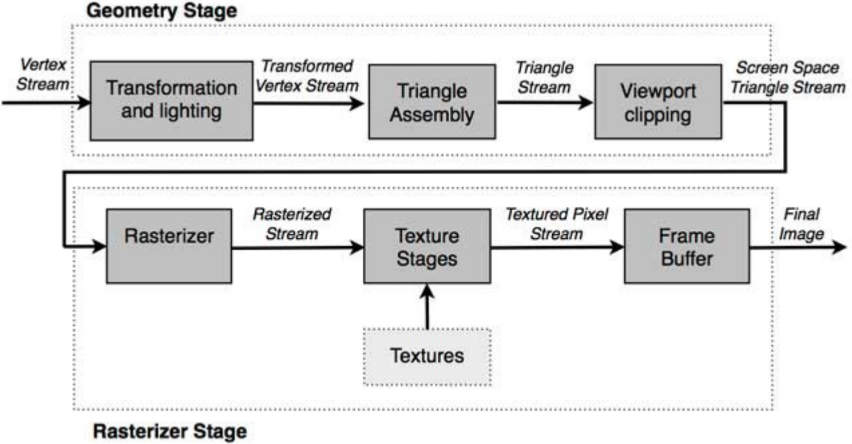 Geometry Stage
Vertex
Stream
Transformation
and lighting
Transformed
Vertex Stream
Triangle
Assembly
Triangle
Stream
Viewport
clipping
Screen Space
Triangle Stream
Rasterizer
Rasterized
Stream
Texture
Stages
Textured Pixel
Stream
Frame
Buffer
Final
Image
Textures
Rasterizer Stage